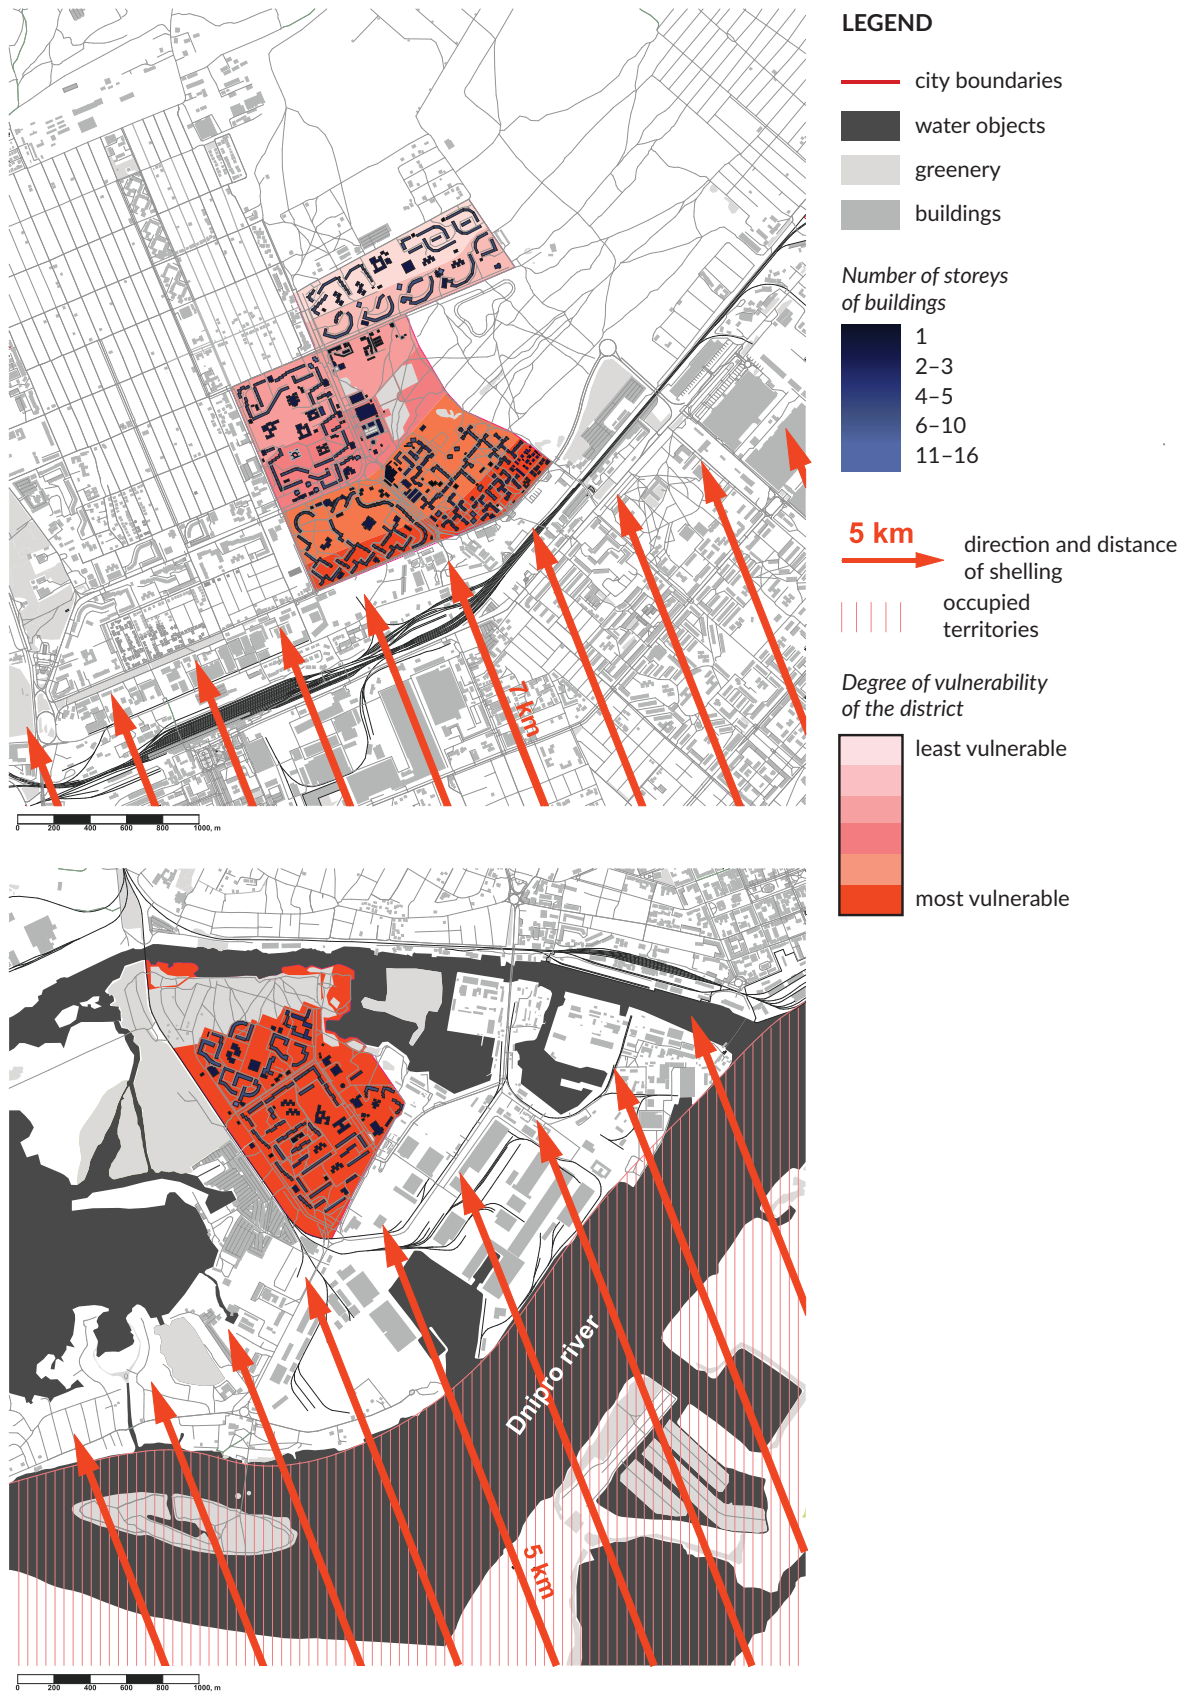 LEGEND
city boundaries
water objects
greenery
buildings
Number of storeys
of buildings
1
2–3
4–5
6–10
11–16
5 km
direction and distance
of shelling
occupied
territories
Degree of vulnerability
of the district
least vulnerable
most vulnerable
7 km
0 200 400 600 800 1000, m
Dnipro river
5 km
0 200 400 600 800 1000, m